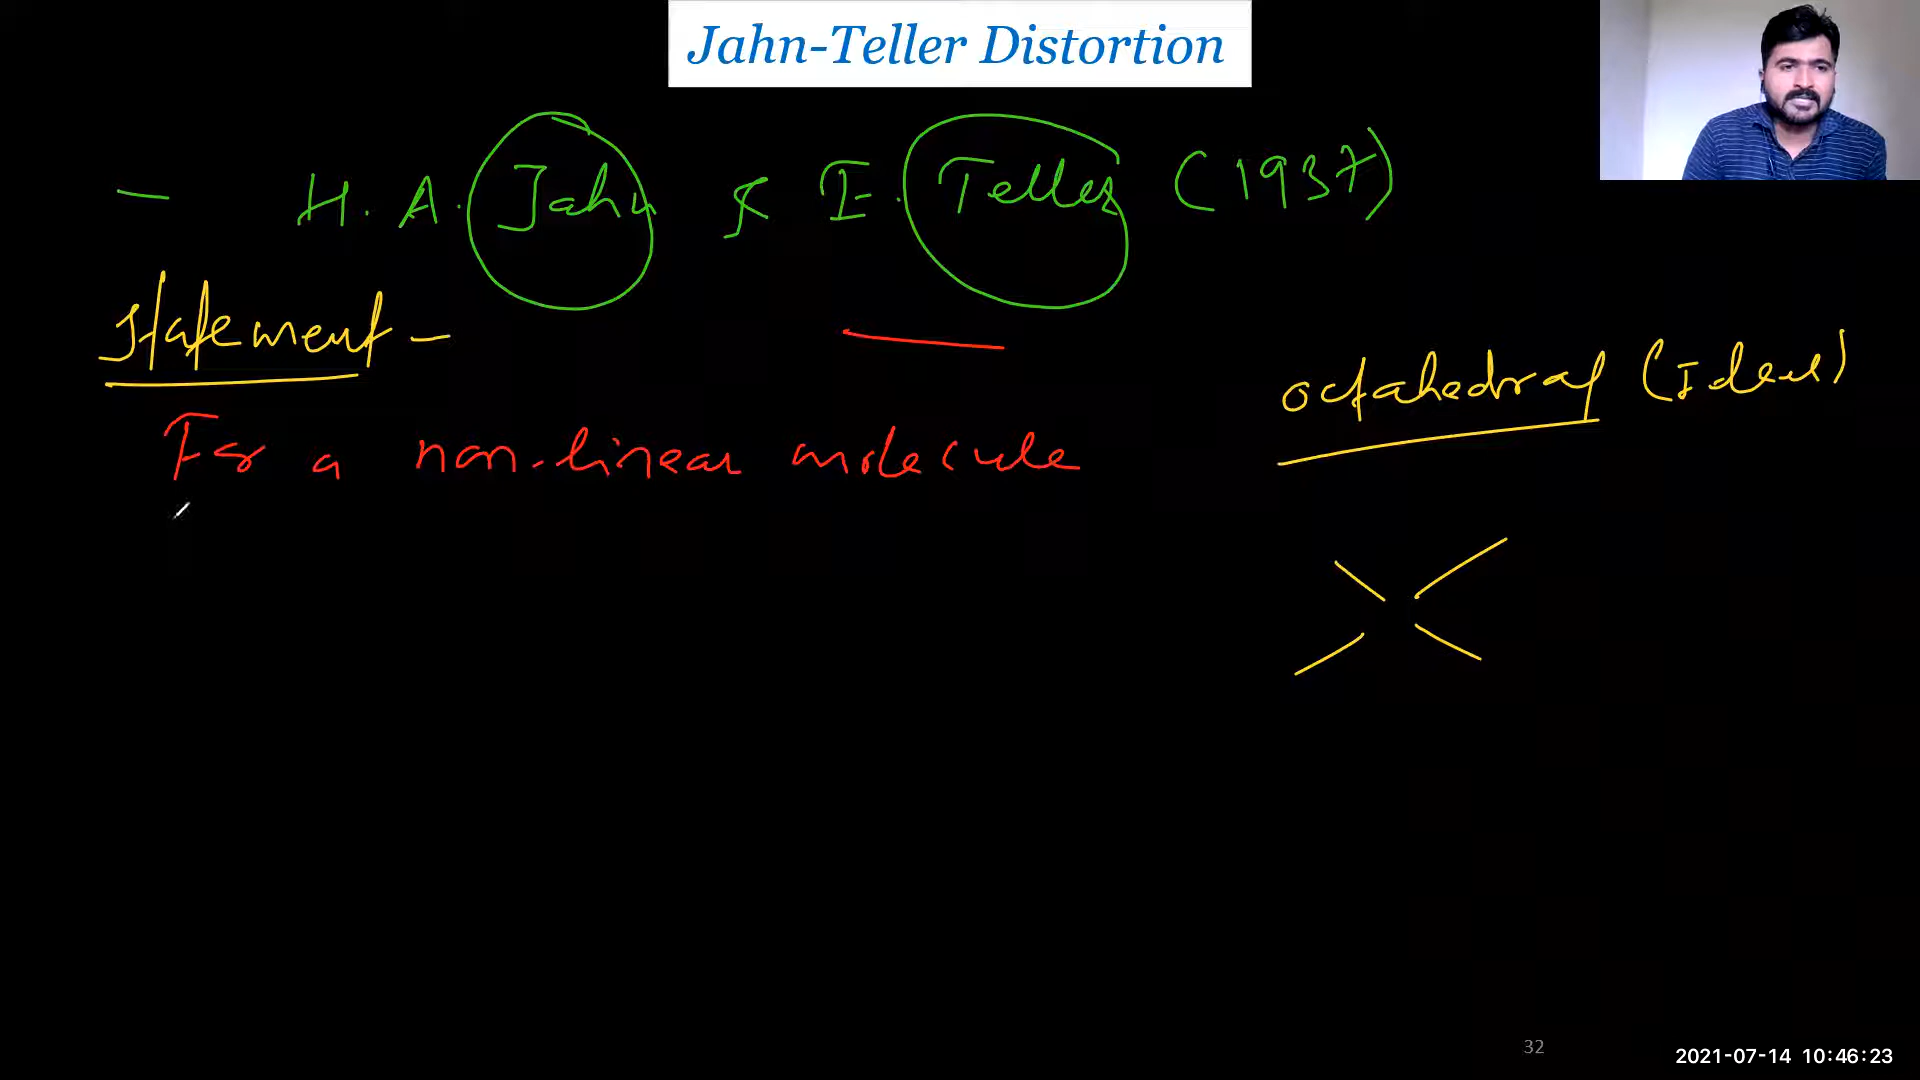 Jahn-Teller Distortion
– H. A. Jahn & E. Teller (1937)
Statement –
octahedral (Ideal)
For a non-linear molecule
32
2021-07-14 10:46:23